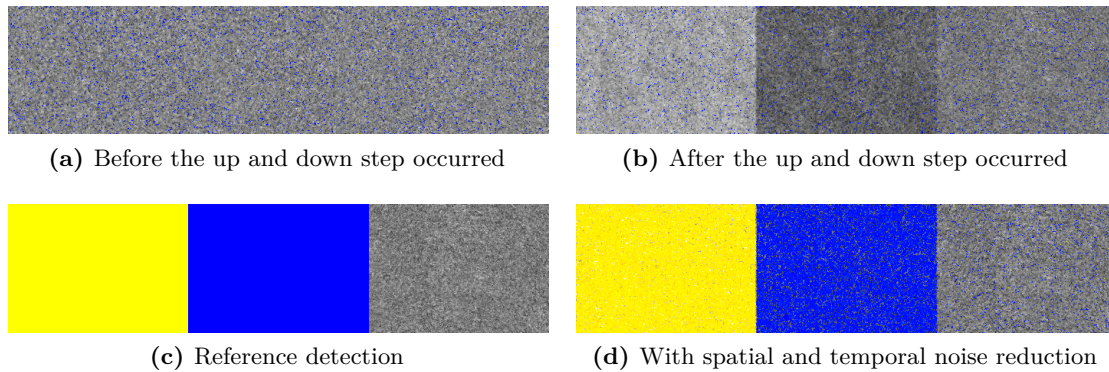 (a) Before the up and down step occurred
(b) After the up and down step occurred
(c) Reference detection
(d) With spatial and temporal noise reduction